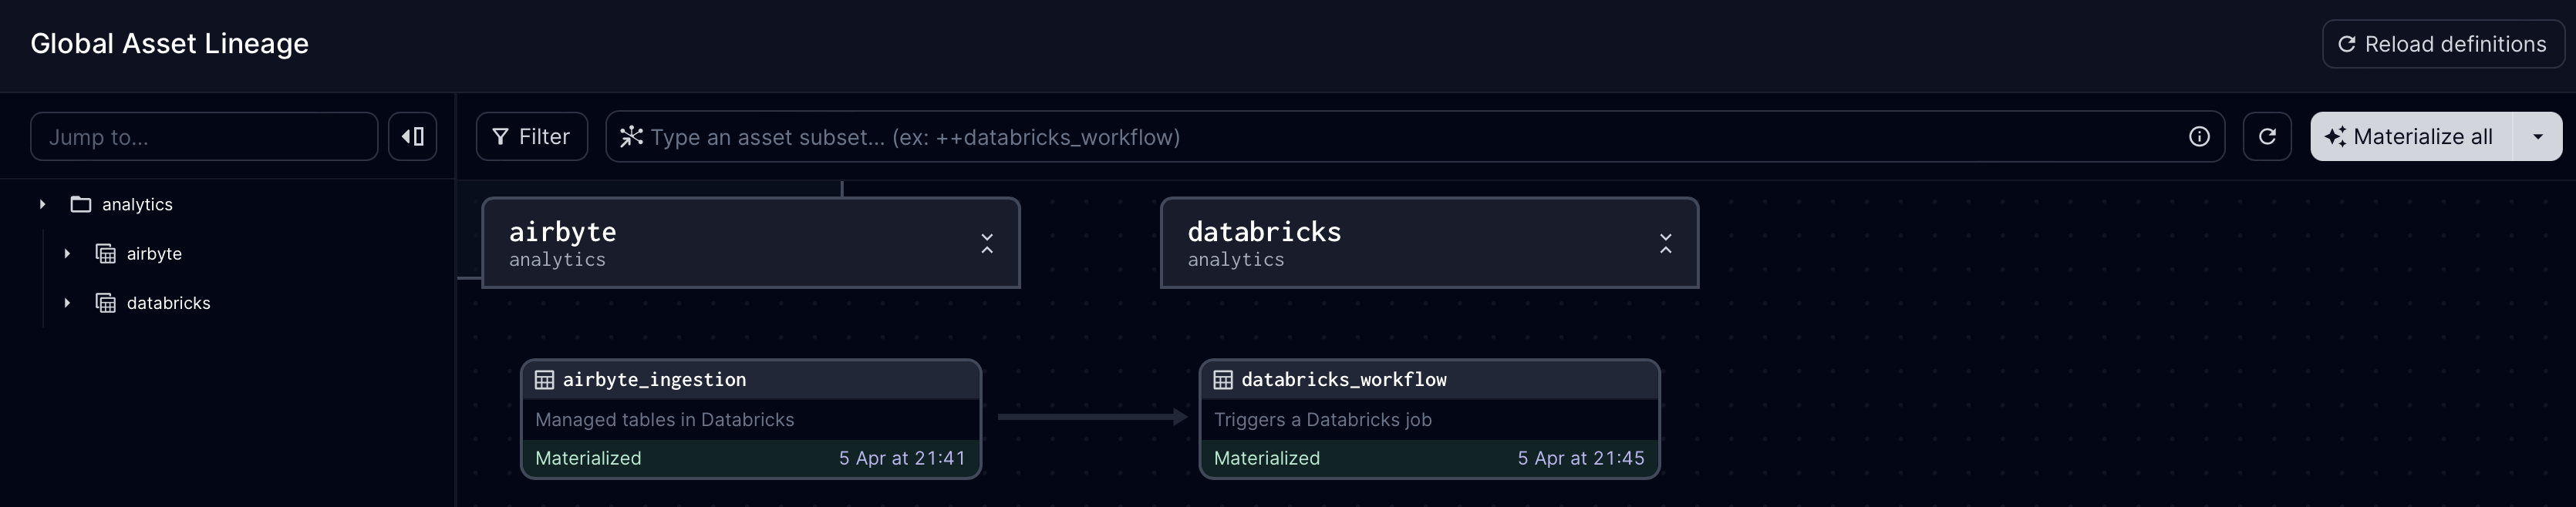 Global Asset Lineage
Reload definitions
Jump to...
Filter
Type an asset subset... (ex: ++databricks_workflow)
Materialize all
analytics
airbyte
databricks
airbyte
analytics
databricks
analytics
airbyte_ingestion
Managed tables in Databricks
Materialized 5 Apr at 21:41
databricks_workflow
Triggers a Databricks job
Materialized 5 Apr at 21:45